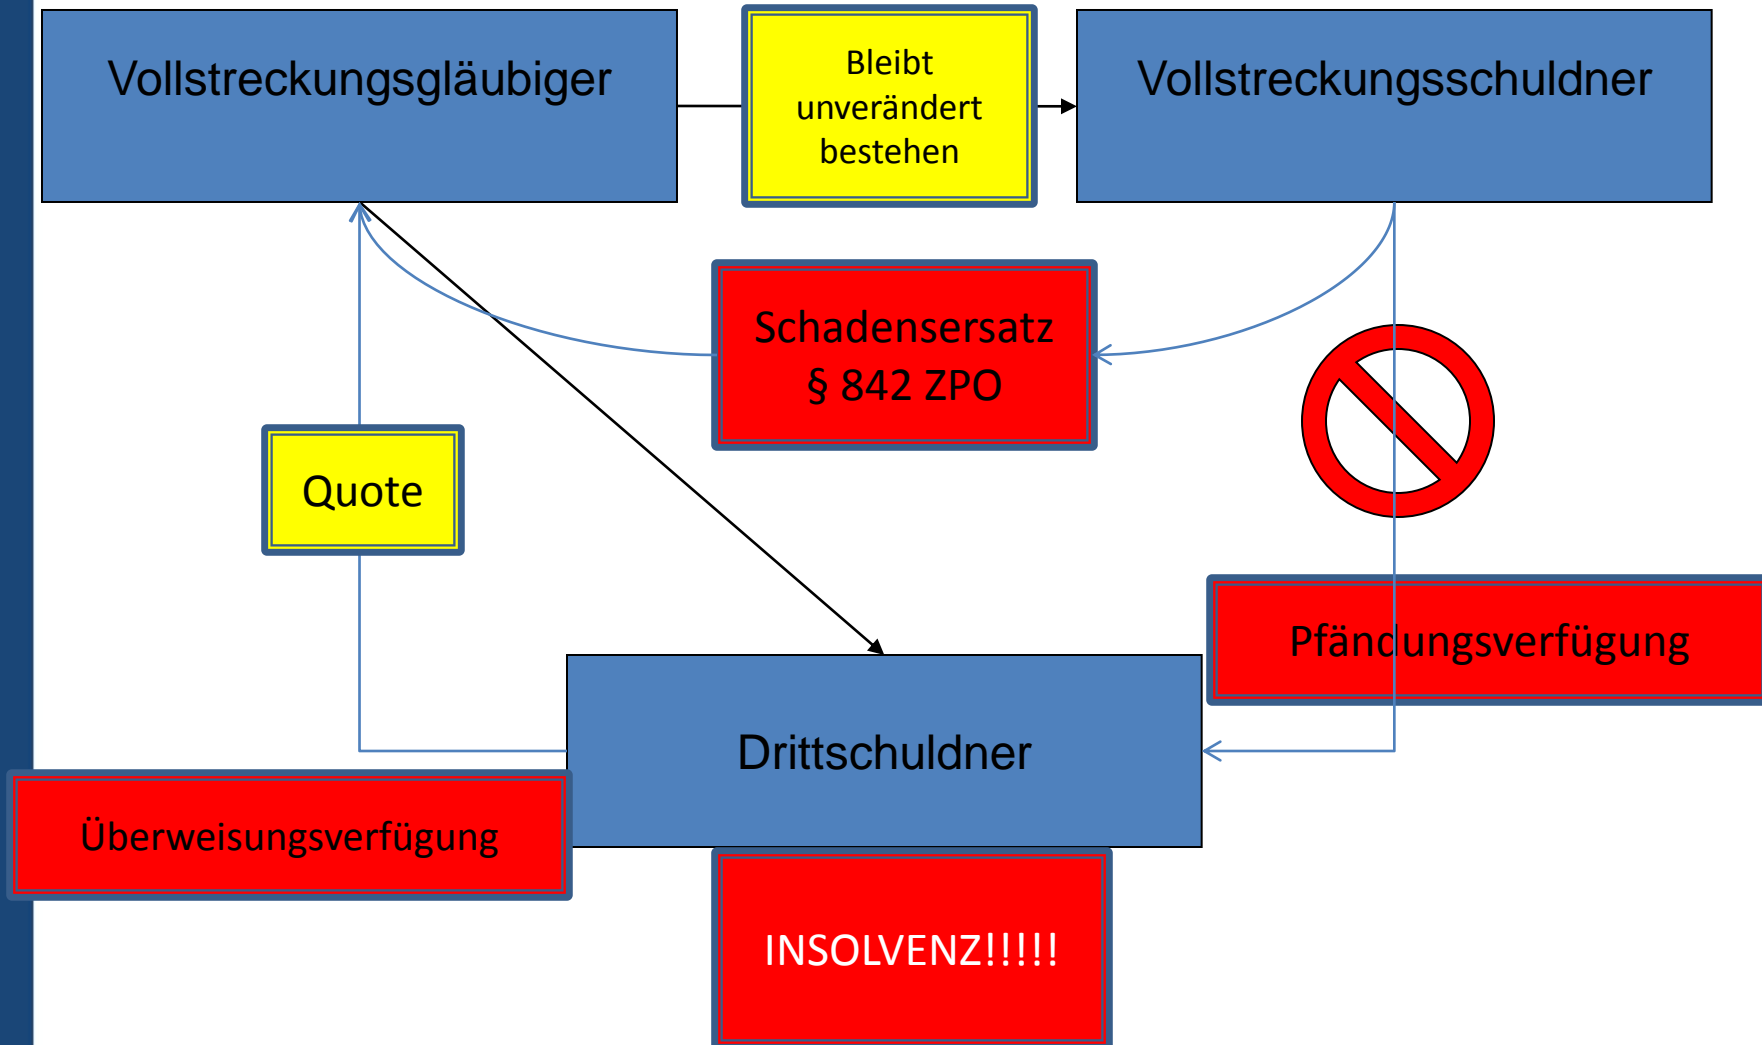 Vollstreckungsgläubiger
Bleibt
unverändert
bestehen
Vollstreckungsschuldner
Schadensersatz
§ 842 ZPO
Quote
Pfändungsverfügung
Drittschuldner
Überweisungsverfügung
INSOLVENZ!!!!!